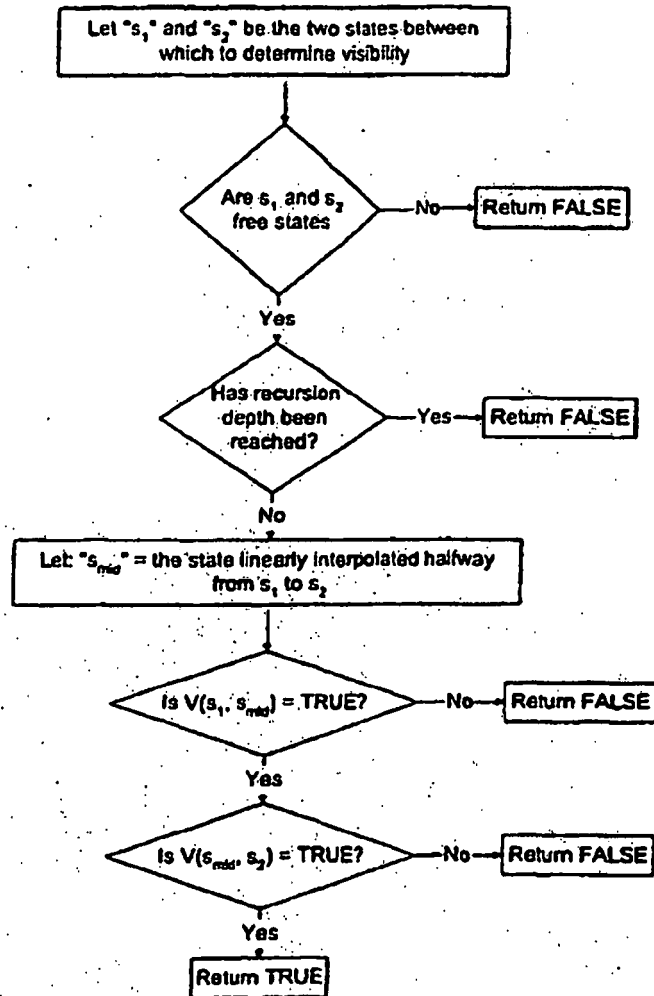 Let "s₁" and "s₂" be the two states between
which to determine visibility
Are s₁ and s₂
free states
No
Return FALSE
Yes
Has recursion
depth been
reached?
Yes
Return FALSE
No
Let: "s_mid" = the state linearly interpolated halfway
from s₁ to s₂
Is V(s₁, s_mid) = TRUE?
No
Return FALSE
Yes
Is V(s_mid, s₂) = TRUE?
No
Return FALSE
Yes
Return TRUE